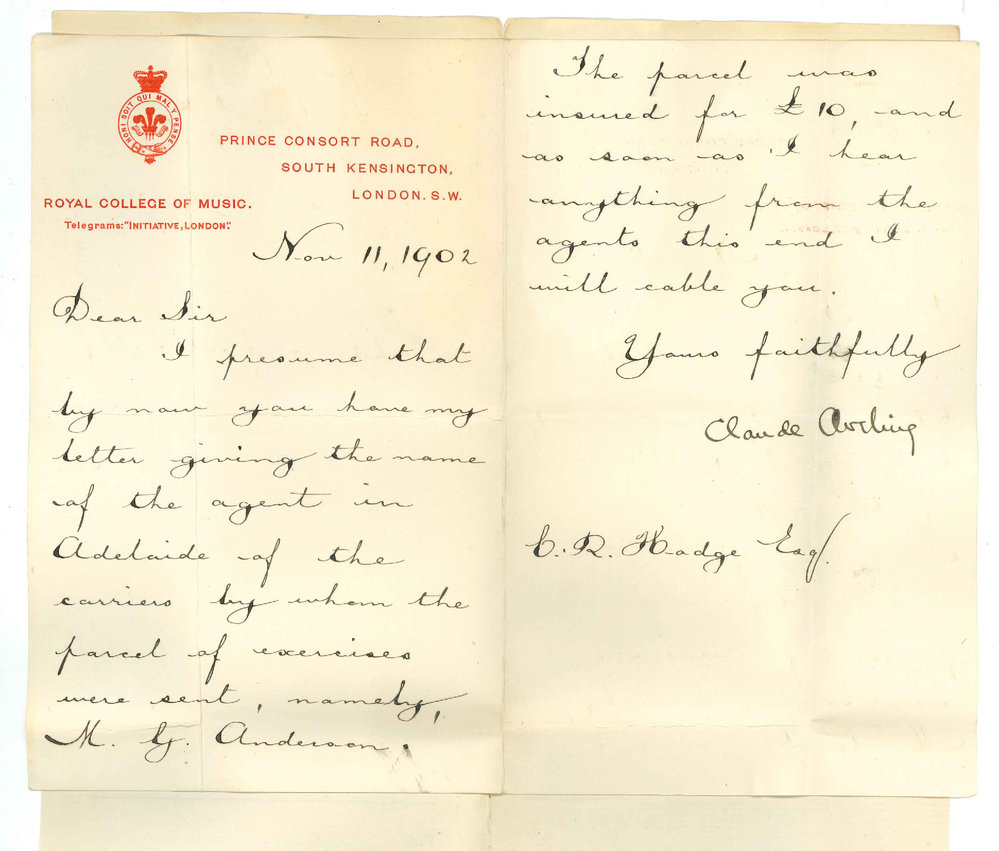 HONI SOIT QUI MAL Y PENSE
ROYAL COLLEGE OF MUSIC.
Telegrams: "INITIATIVE, LONDON".
PRINCE CONSORT ROAD,
SOUTH KENSINGTON,
LONDON. S.W.
Nov 11, 1902
Dear Sir
I presume that
by now you have my
letter giving the name
of the agent in
Adelaide of the
carriers by whom the
parcel of exercises
were sent, namely,
M. G. Anderson.
The parcel was
insured for £10, and
as soon as I hear
anything from the
agents this end I
will cable you.
Yours faithfully
Claude Aveling
C. R. Hodge Esq.